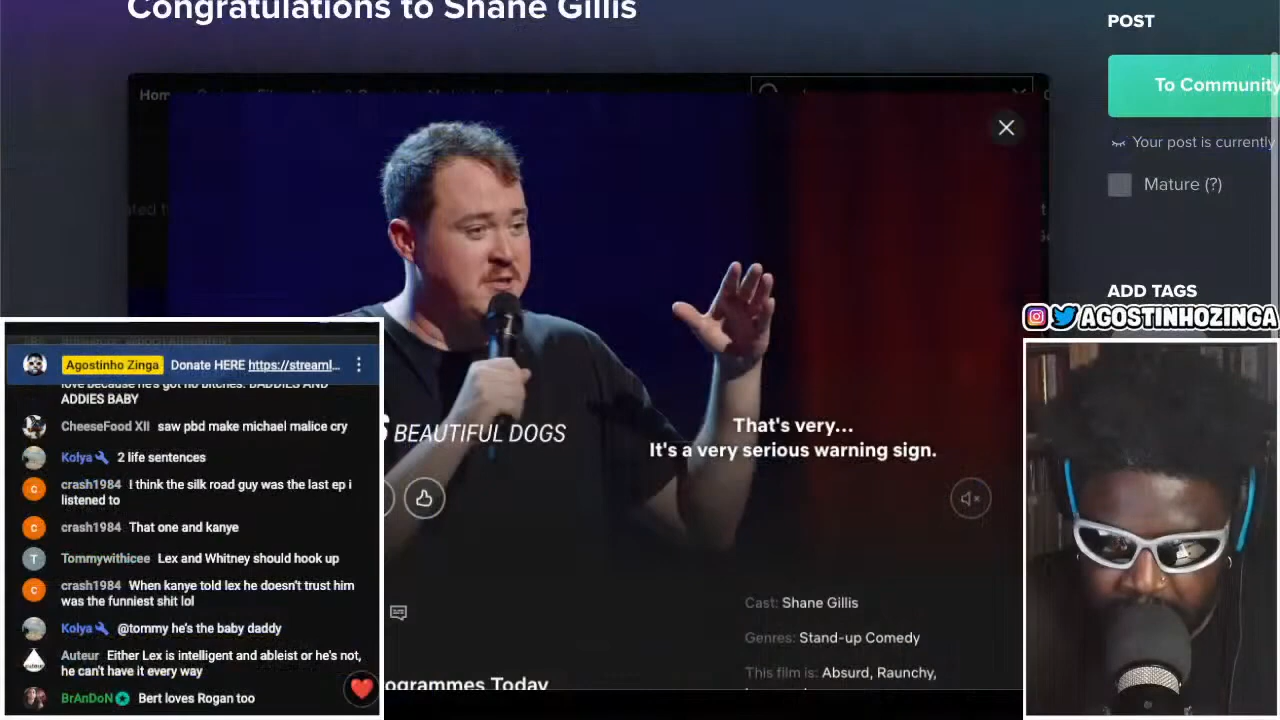 Congratulations to Shane Gillis
POST
To Community
Your post is currently
Mature (?)
ADD TAGS
AGOSTINHOZINGA
Hom
BEAUTIFUL DOGS
That's very...
It's a very serious warning sign.
Cast: Shane Gillis
Genres: Stand-up Comedy
This film is: Absurd, Raunchy,
ogrammes Today
Agostinho Zinga Donate HERE https://streaml...
love because he's got no bitches. BADDIES AND
ADDIES BABY
CheeseFood XII saw pbd make michael malice cry
Kolya 2 life sentences
crash1984 I think the silk road guy was the last ep i
listened to
crash1984 That one and kanye
Tommywithicee Lex and Whitney should hook up
crash1984 When kanye told lex he doesn't trust him
was the funniest shit lol
Kolya @tommy he's the baby daddy
Auteur Either Lex is intelligent and ableist or he's not,
he can't have it every way
BrAnDoN Bert loves Rogan too